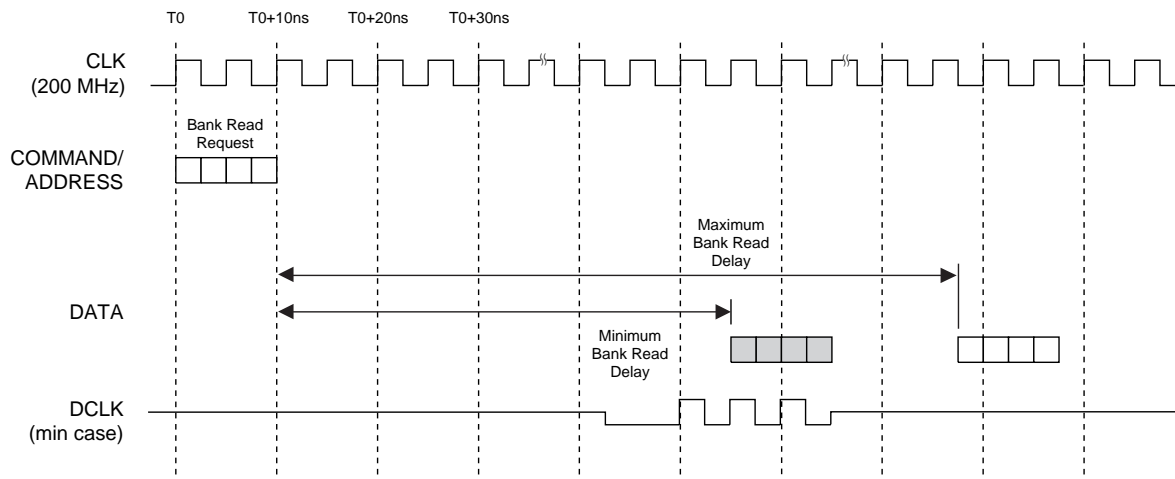 T0 T0+10ns T0+20ns T0+30ns
CLK
(200 MHz)
Bank Read
Request
COMMAND/
ADDRESS
Maximum
Bank Read
Delay
DATA
Minimum
Bank Read
Delay
DCLK
(min case)